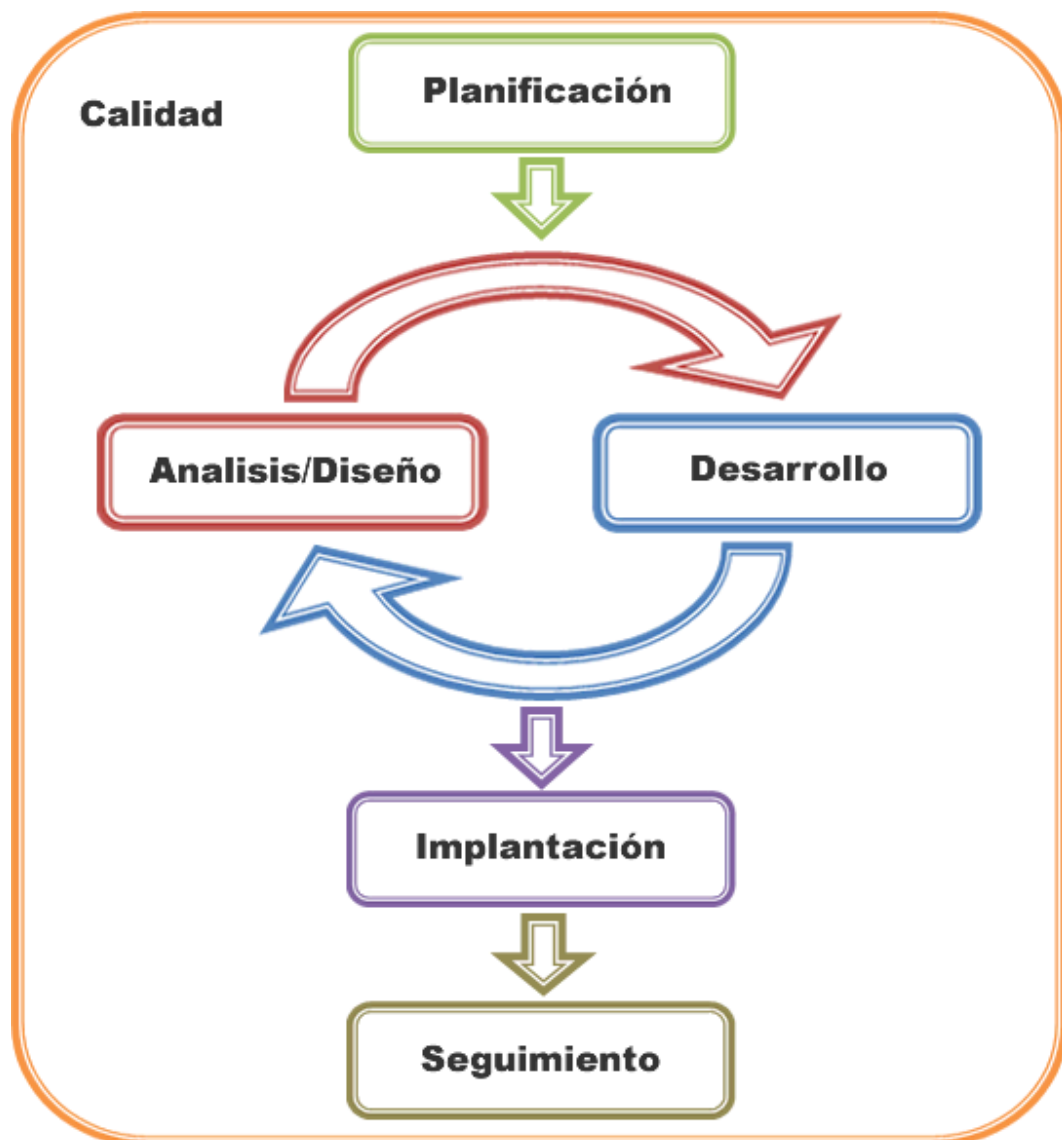 Planificación
Calidad
Analisis/Diseño
Desarrollo
Implantación
Seguimiento